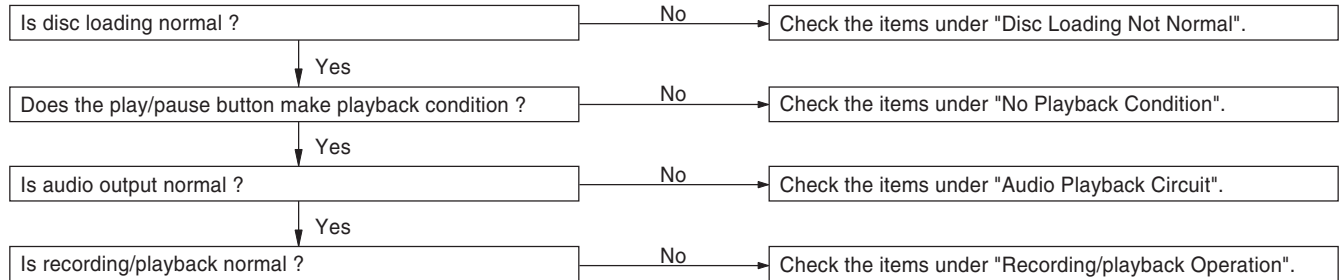 Is disc loading normal ?
No
Check the items under "Disc Loading Not Normal".
Yes
Does the play/pause button make playback condition ?
No
Check the items under "No Playback Condition".
Yes
Is audio output normal ?
No
Check the items under "Audio Playback Circuit".
Yes
Is recording/playback normal ?
No
Check the items under "Recording/playback Operation".